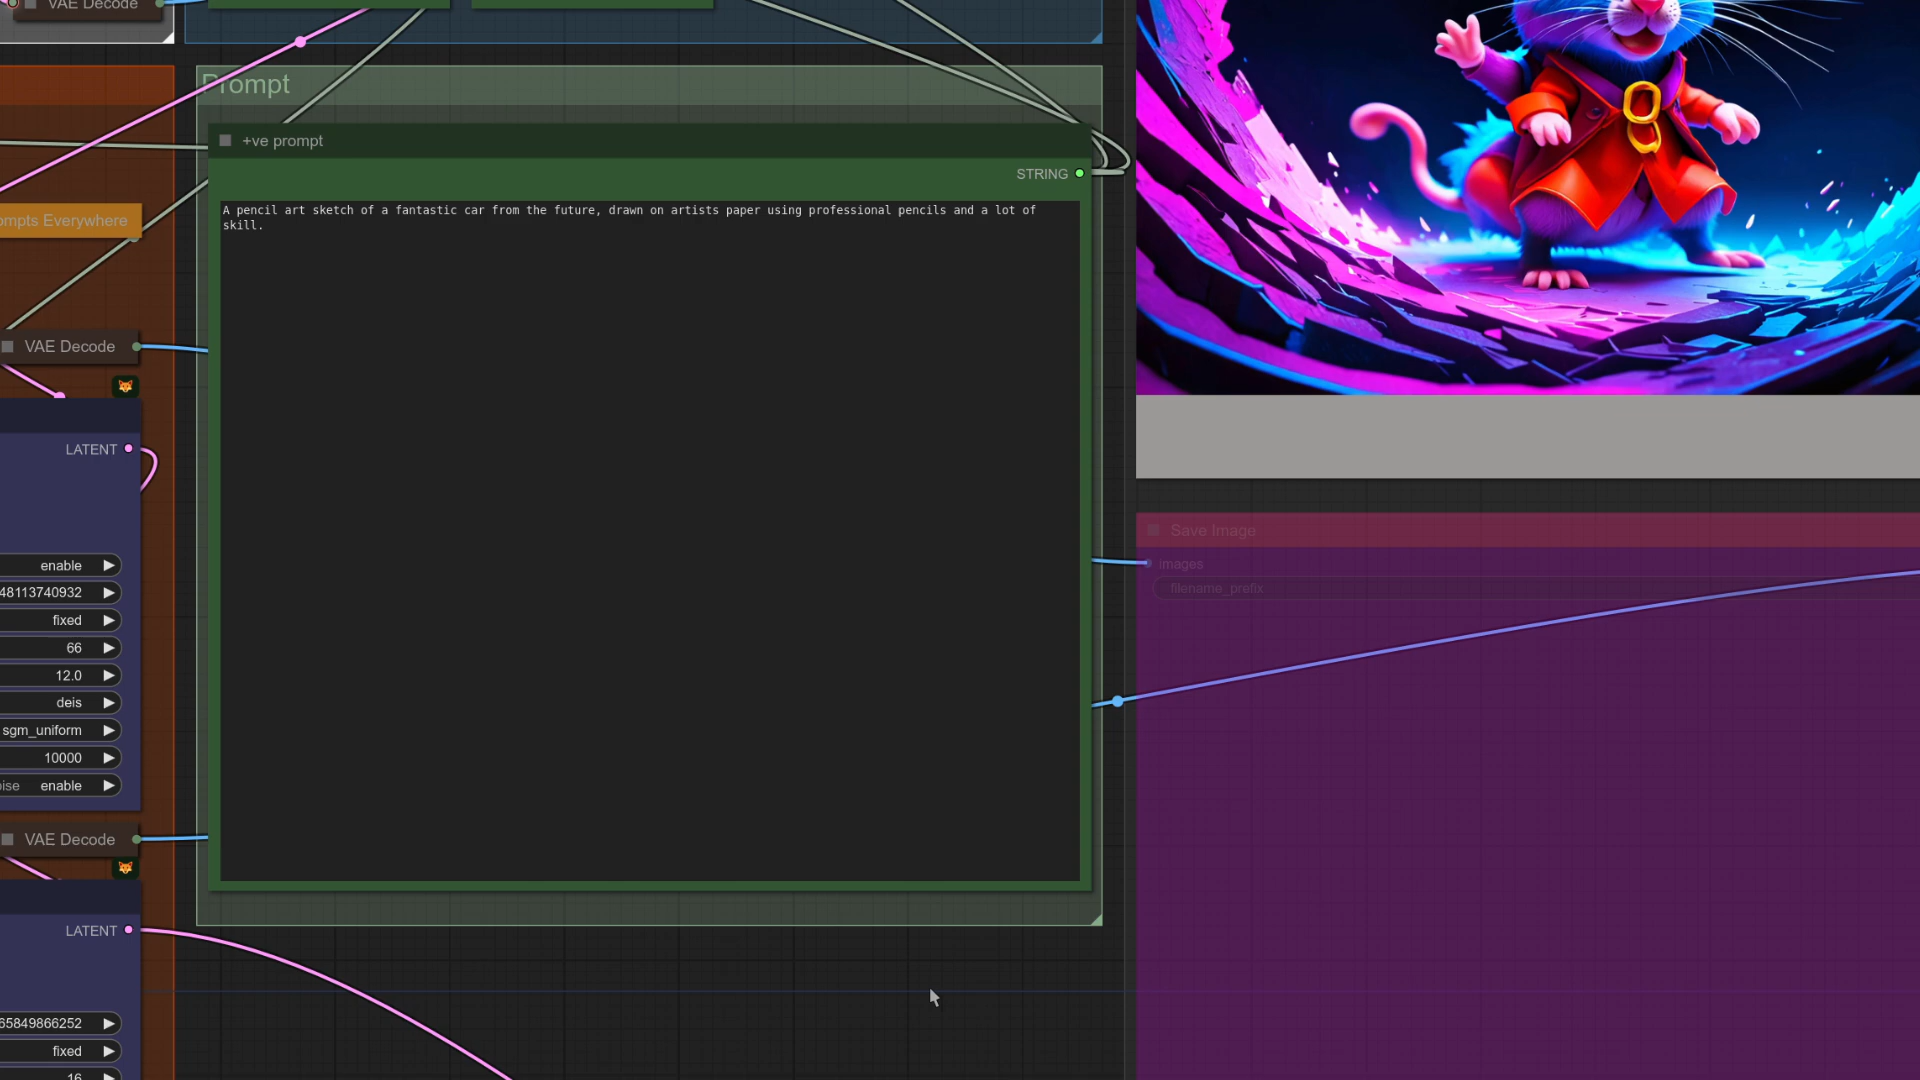 VAE Decode
Prompt
+ve prompt
STRING
A pencil art sketch of a fantastic car from the future, drawn on artists paper using professional pencils and a lot of
skill.
ompts Everywhere
VAE Decode
LATENT
enable
48113740932
fixed
66
12.0
deis
sgm_uniform
10000
oise enable
VAE Decode
LATENT
65849866252
fixed
16
Save Image
images
filename_prefix